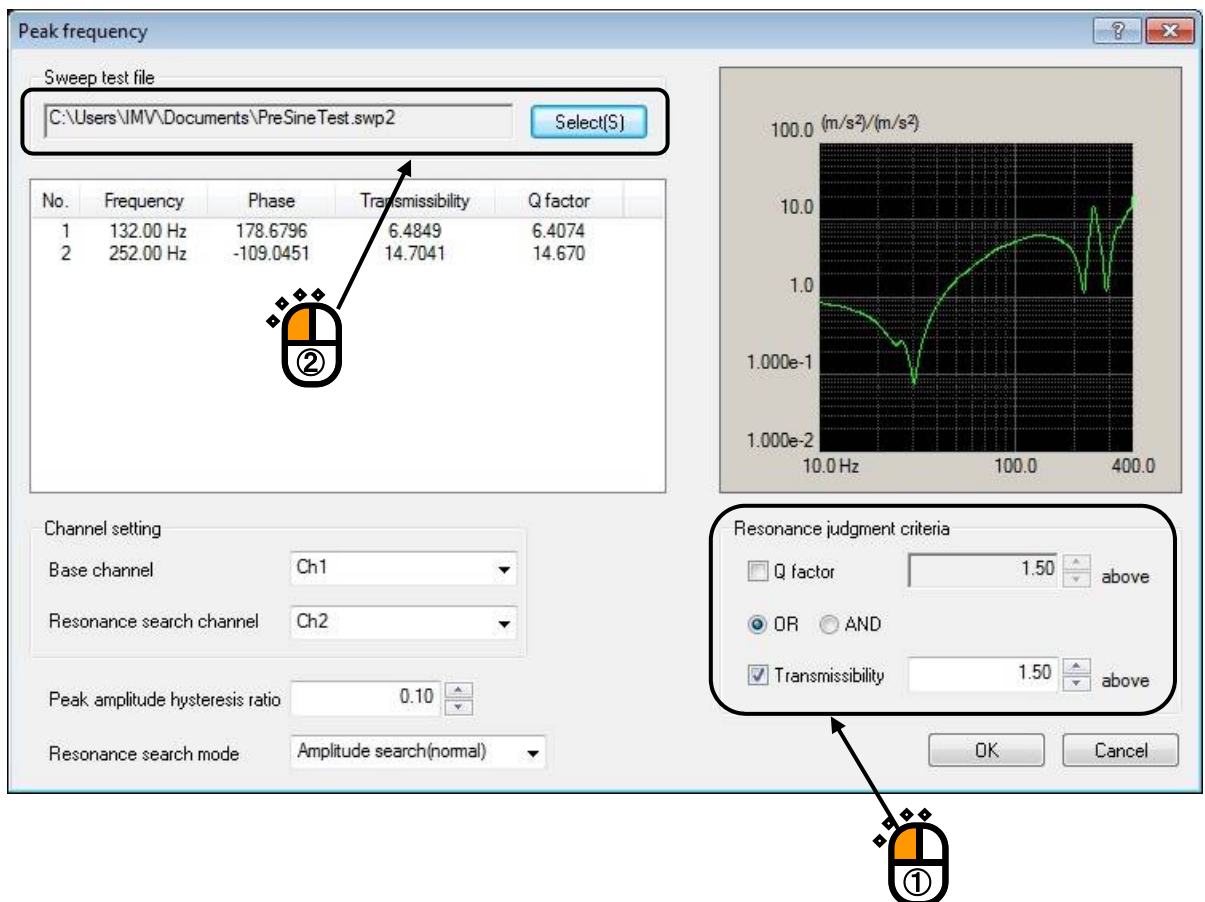 Peak frequency
Sweep test file
C:\Users\IMV\Documents\PreSineTest.swp2 Select(S)
No. Frequency Phase Transmissibility Q factor
1 132.00 Hz 178.6796 6.4849 6.4074
2 252.00 Hz -109.0451 14.7041 14.670
②
100.0 (m/s²)/(m/s²)
10.0
1.0
1.000e-1
1.000e-2
10.0 Hz 100.0 400.0
Channel setting
Base channel Ch1
Resonance search channel Ch2
Peak amplitude hysteresis ratio 0.10
Resonance search mode Amplitude search(normal)
Resonance judgment criteria
Q factor 1.50 above
OR AND
Transmissibility 1.50 above
OK Cancel
①